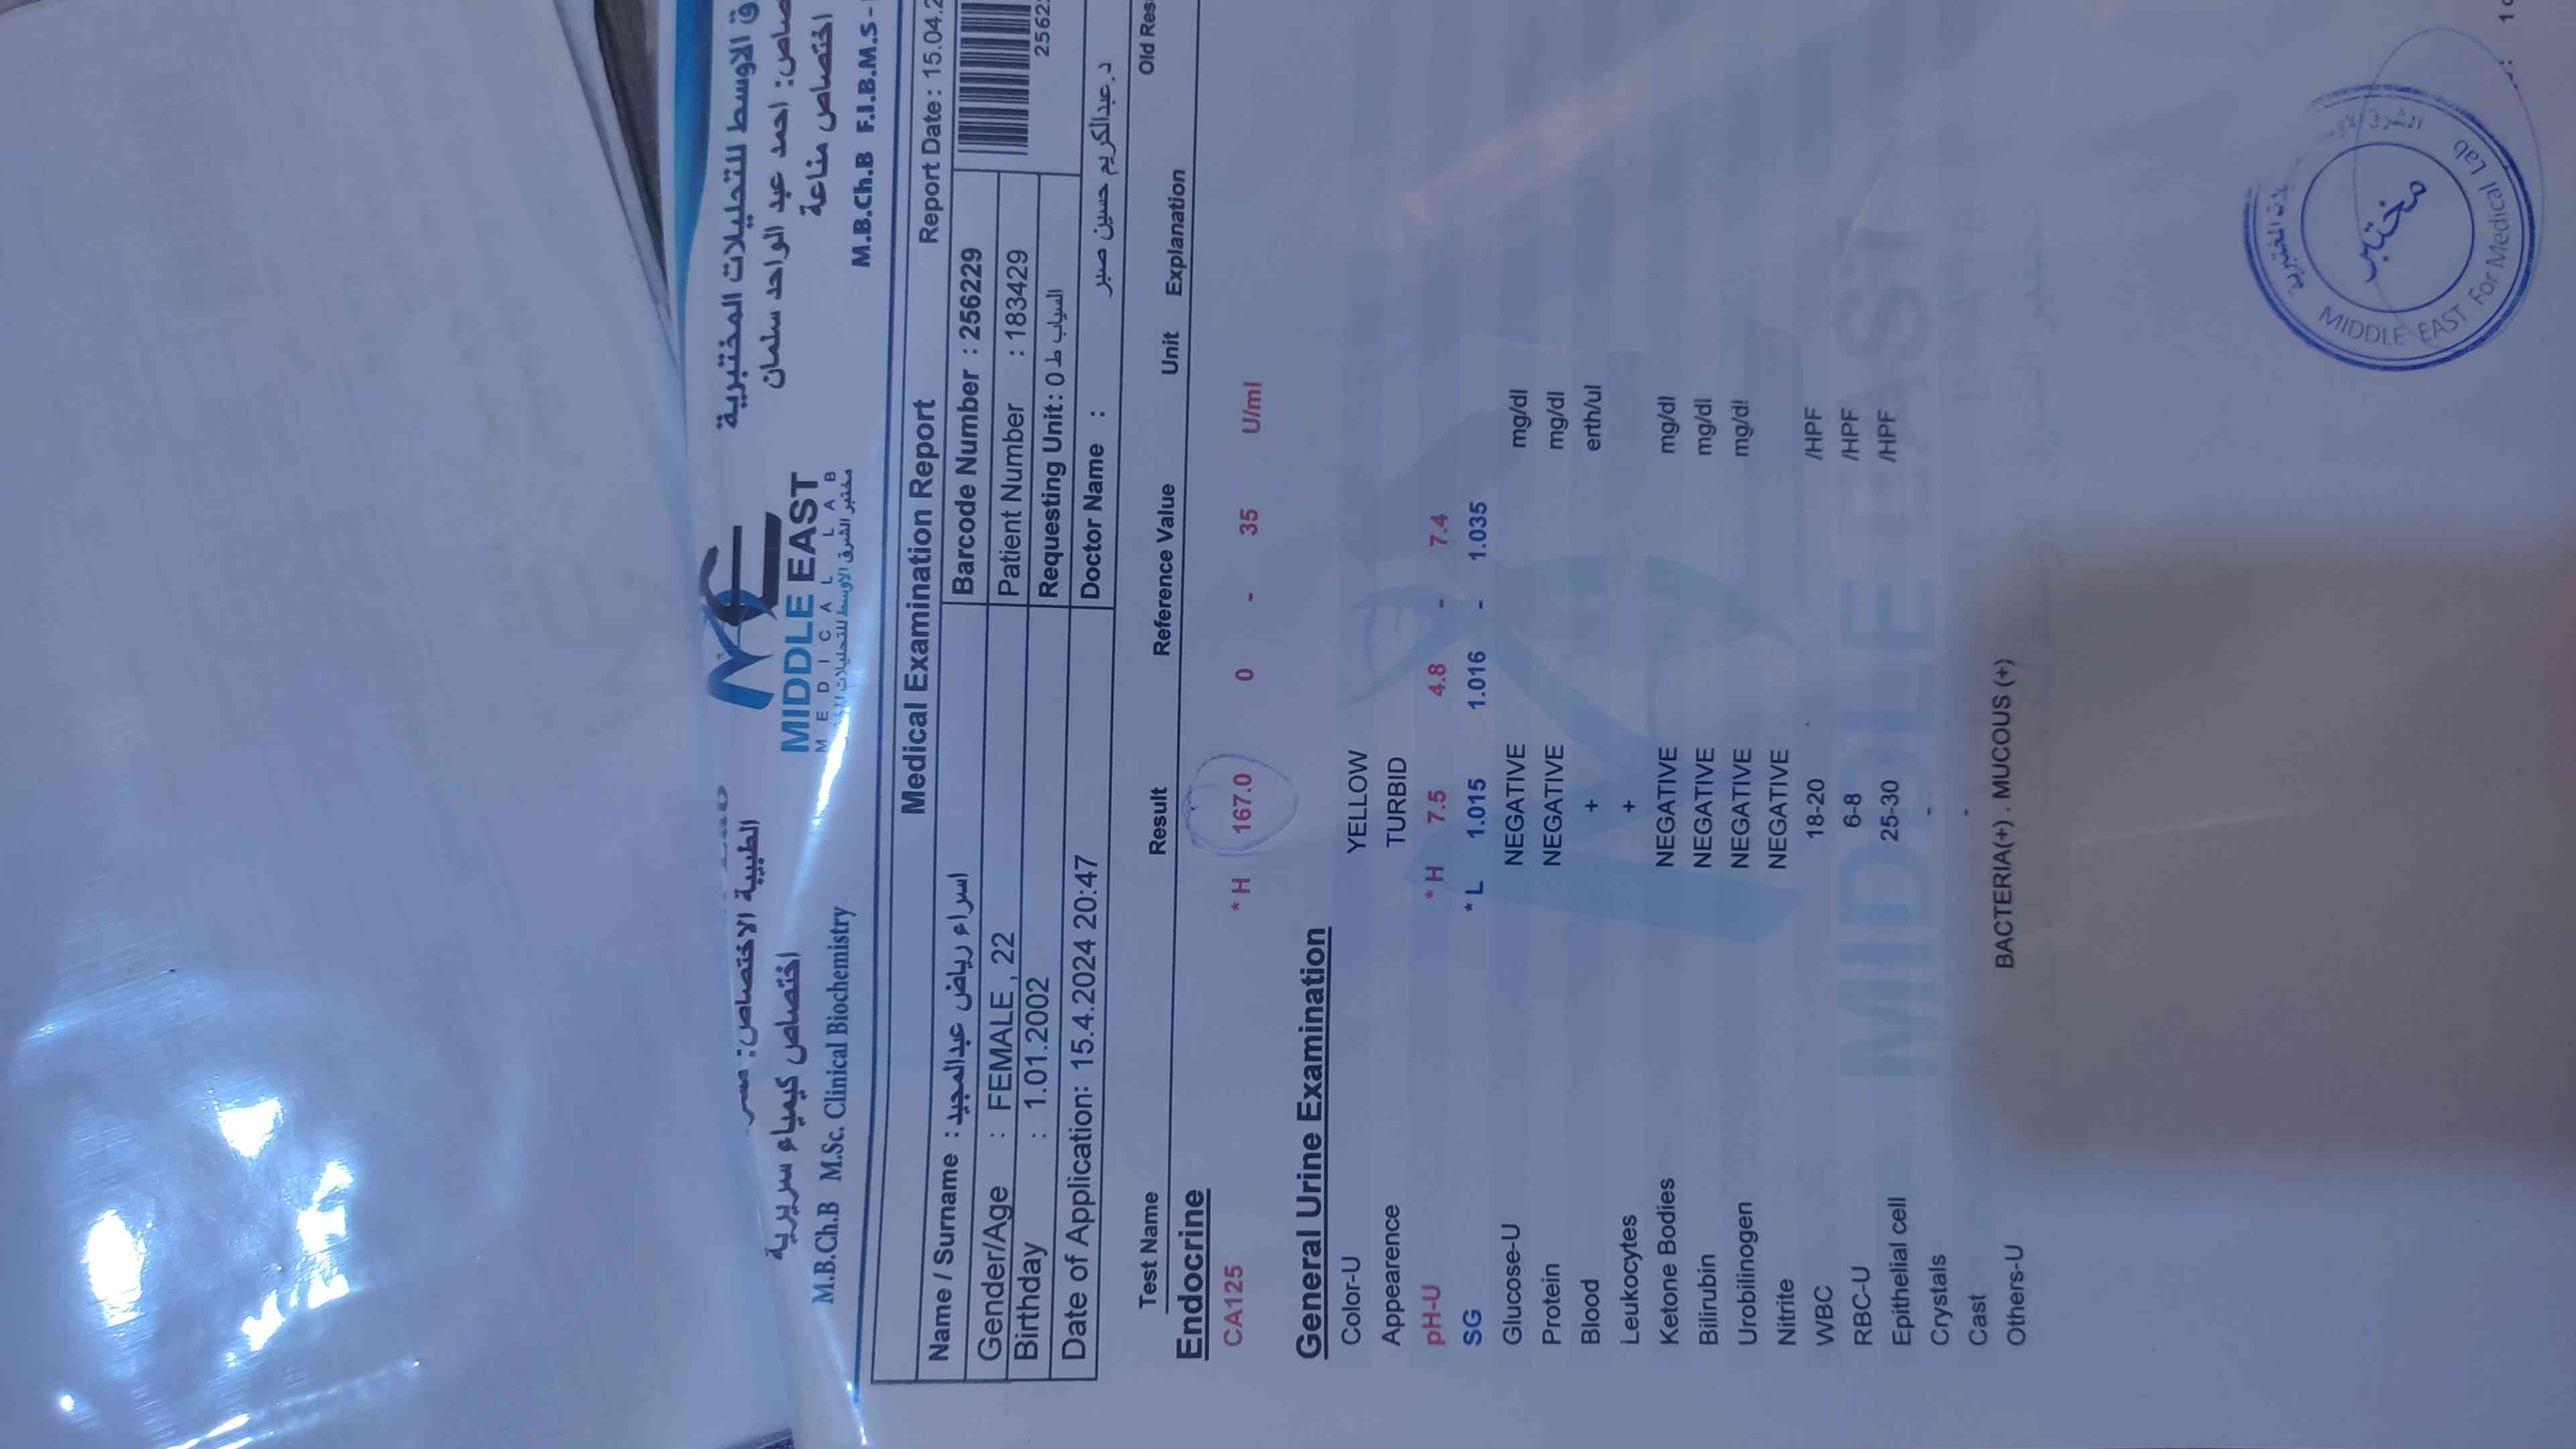 ق الاوسط للتحليلات المختبرية
الطبية الاختصاص:
صاص: احمد عبد الواحد سلمان
اختصاص كيمياء سريرية
اختصاص مناعة
M.B.Ch.B M.Sc. Clinical Biochemistry
M.B.Ch.B F.I.B.M.S -
MIDDLE EAST
MEDICAL LAB
مختبر الشرق الاوسط للتحليلات
Medical Examination Report
Report Date: 15.04.2
Name / Surname : اسراء رياض عبدالمجيد
Barcode Number : 256229
Gender/Age : FEMALE , 22
Patient Number : 183429
2562
Birthday : 1.01.2002
Requesting Unit: 0 السياب ط
Date of Application: 15.4.2024 20:47
Doctor Name : د.عبدالكريم حسين صبر
Test Name Result Reference Value Unit Explanation Old Res
Endocrine
CA125 * H 167.0 0 - 35 U/ml
General Urine Examination
Color-U YELLOW
Appearence TURBID
pH-U * H 7.5 4.8 - 7.4
SG * L 1.015 1.016 - 1.035
Glucose-U NEGATIVE mg/dl
Protein NEGATIVE mg/dl
Blood + erth/ul
Leukocytes +
Ketone Bodies NEGATIVE mg/dl
Bilirubin NEGATIVE mg/dl
Urobilinogen NEGATIVE mg/dl
Nitrite NEGATIVE
WBC 18-20 /HPF
RBC-U 6-8 /HPF
Epithelial cell 25-30 /HPF
Crystals -
Cast -
Others-U BACTERIA(+) . MUCOUS (+)
MIDDLE EAST
MIDDLE EAST For Medical Lab
مختبر